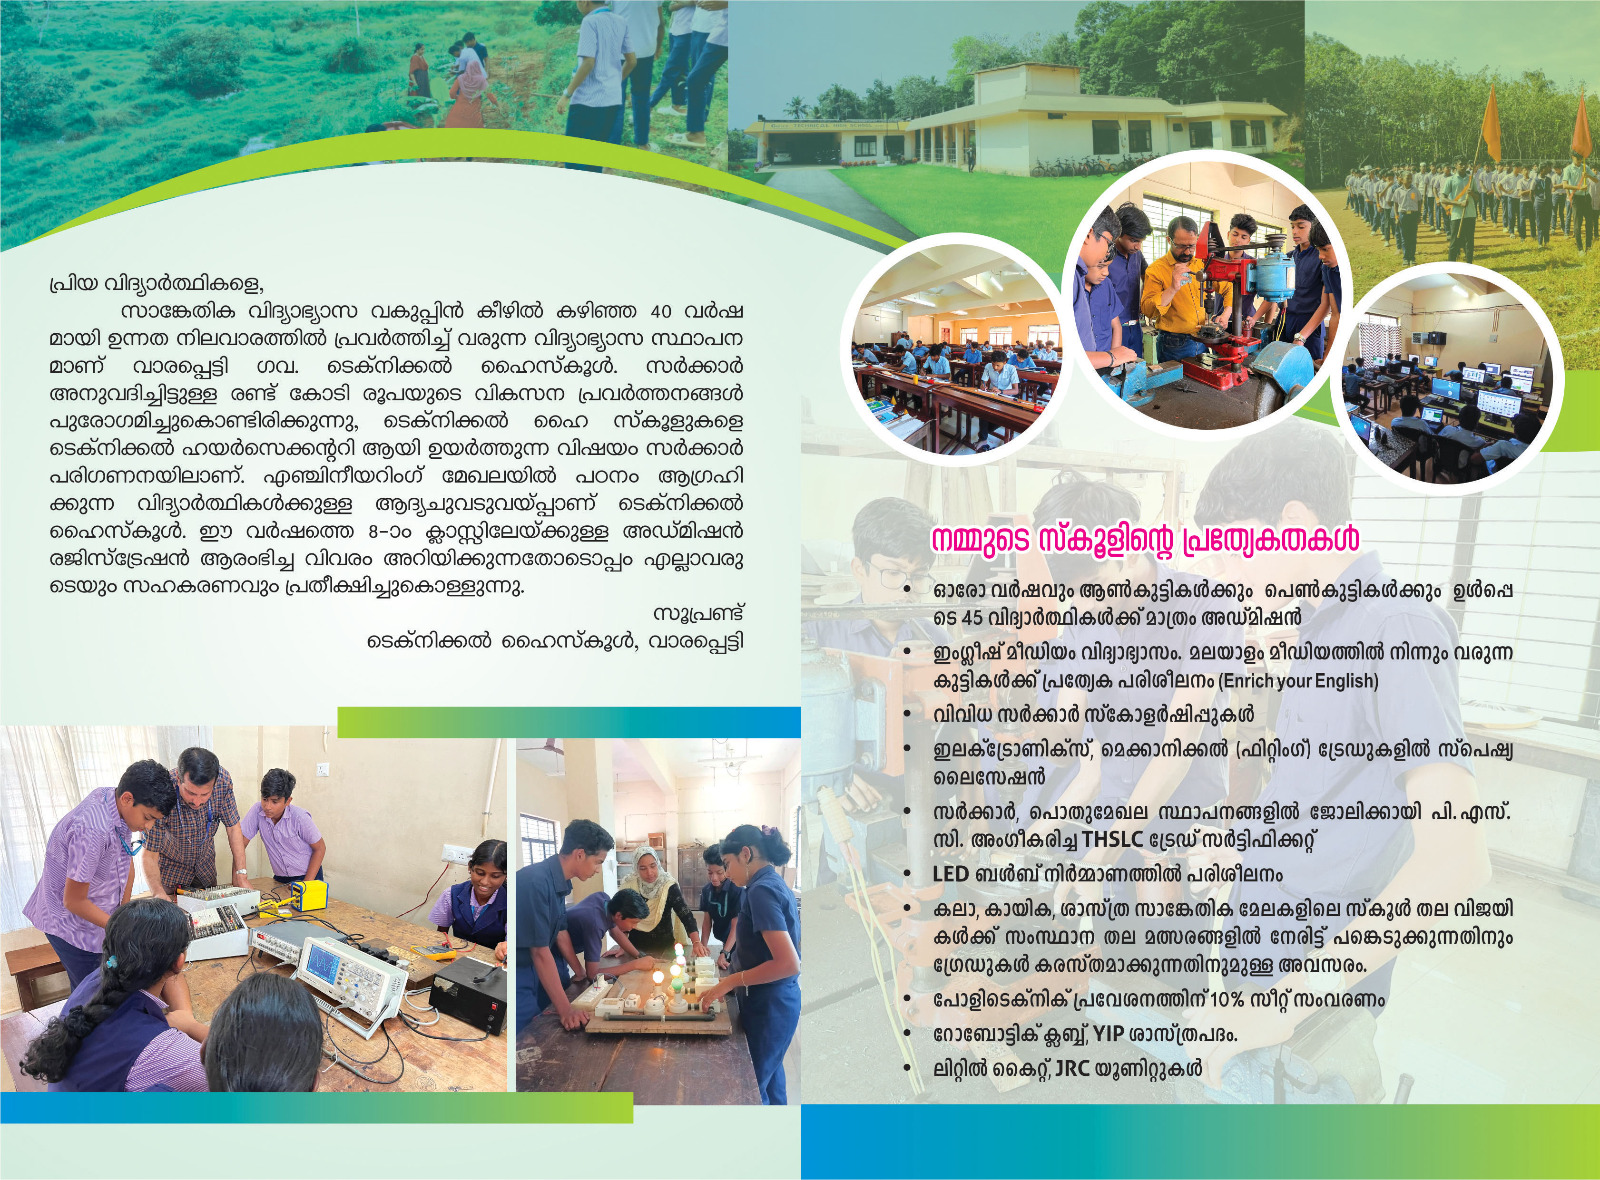 പ്രിയ വിദ്യാർത്ഥികളെ,
സാങ്കേതിക വിദ്യാഭ്യാസ വകുപ്പിൻ കീഴിൽ കഴിഞ്ഞ 40 വർഷ
മായി ഉന്നത നിലവാരത്തിൽ പ്രവർത്തിച്ച് വരുന്ന വിദ്യാഭ്യാസ സ്ഥാപന
മാണ് വാരപ്പെട്ടി ഗവ. ടെക്നിക്കൽ ഹൈസ്കൂൾ. സർക്കാർ
അനുവദിച്ചിട്ടുള്ള രണ്ട് കോടി രൂപയുടെ വികസന പ്രവർത്തനങ്ങൾ
പുരോഗമിച്ചുകൊണ്ടിരിക്കുന്നു, ടെക്നിക്കൽ ഹൈ സ്കൂളുകളെ
ടെക്നിക്കൽ ഹയർസെക്കന്ററി ആയി ഉയർത്തുന്ന വിഷയം സർക്കാർ
പരിഗണനയിലാണ്. എഞ്ചിനീയറിംഗ് മേഖലയിൽ പഠനം ആഗ്രഹി
ക്കുന്ന വിദ്യാർത്ഥികൾക്കുള്ള ആദ്യചുവടുവയ്പ്പാണ് ടെക്നിക്കൽ
ഹൈസ്കൂൾ. ഈ വർഷത്തെ 8-ാം ക്ലാസ്സിലേയ്ക്കുള്ള അഡ്മിഷൻ
രജിസ്ട്രേഷൻ ആരംഭിച്ച വിവരം അറിയിക്കുന്നതോടൊപ്പം എല്ലാവരു
ടെയും സഹകരണവും പ്രതീക്ഷിച്ചുകൊള്ളുന്നു.
സൂപ്രണ്ട്
ടെക്നിക്കൽ ഹൈസ്കൂൾ, വാരപ്പെട്ടി
TECHNICAL HIGH SCHOOL
നമ്മുടെ സ്കൂളിന്റെ പ്രത്യേകതകൾ
• ഓരോ വർഷവും ആൺകുട്ടികൾക്കും പെൺകുട്ടികൾക്കും ഉൾപ്പെ
ടെ 45 വിദ്യാർത്ഥികൾക്ക് മാത്രം അഡ്മിഷൻ
• ഇംഗ്ലീഷ് മീഡിയം വിദ്യാഭ്യാസം. മലയാളം മീഡിയത്തിൽ നിന്നും വരുന്ന
കുട്ടികൾക്ക് പ്രത്യേക പരിശീലനം (Enrich your English)
• വിവിധ സർക്കാർ സ്കോളർഷിപ്പുകൾ
• ഇലക്ട്രോണിക്സ്, മെക്കാനിക്കൽ (ഫിറ്റിംഗ്) ട്രേഡുകളിൽ സ്പെഷ്യ
ലൈസേഷൻ
• സർക്കാർ, പൊതുമേഖല സ്ഥാപനങ്ങളിൽ ജോലിക്കായി പി.എസ്.
സി. അംഗീകരിച്ച THSLC ട്രേഡ് സർട്ടിഫിക്കറ്റ്
• LED ബൾബ് നിർമ്മാണത്തിൽ പരിശീലനം
• കലാ, കായിക, ശാസ്ത്ര സാങ്കേതിക മേലകളിലെ സ്കൂൾ തല വിജയി
കൾക്ക് സംസ്ഥാന തല മത്സരങ്ങളിൽ നേരിട്ട് പങ്കെടുക്കുന്നതിനും
ഗ്രേഡുകൾ കരസ്തമാക്കുന്നതിനുമുള്ള അവസരം.
• പോളിടെക്നിക് പ്രവേശനത്തിന് 10% സീറ്റ് സംവരണം
• റോബോട്ടിക് ക്ലബ്ബ്, YIP ശാസ്ത്രപദം.
• ലിറ്റിൽ കൈറ്റ്, JRC യൂണിറ്റുകൾ